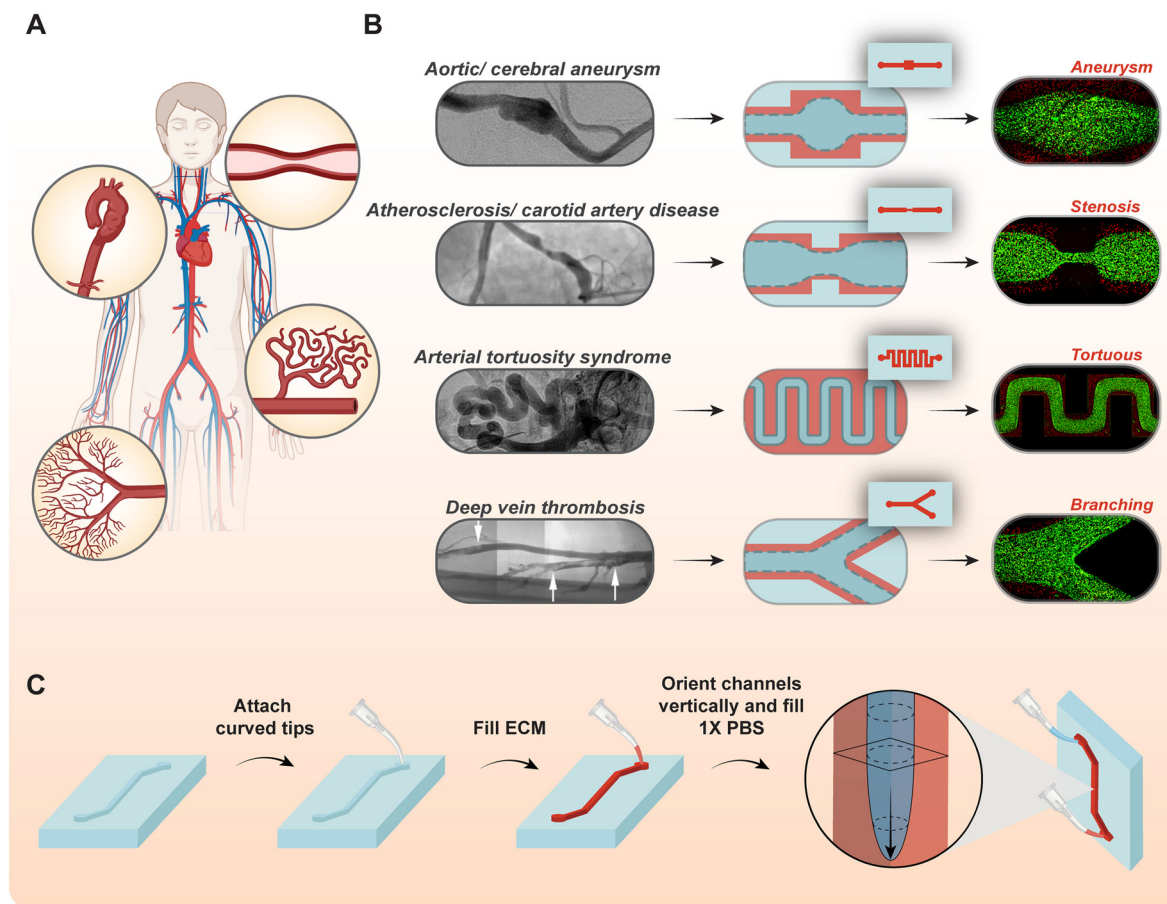 A
B
Aortic/ cerebral aneurysm
Aneurysm
Atherosclerosis/ carotid artery disease
Stenosis
Arterial tortuosity syndrome
Tortuous
Deep vein thrombosis
Branching
C
Attach
curved tips
Fill ECM
Orient channels
vertically and fill
1X PBS